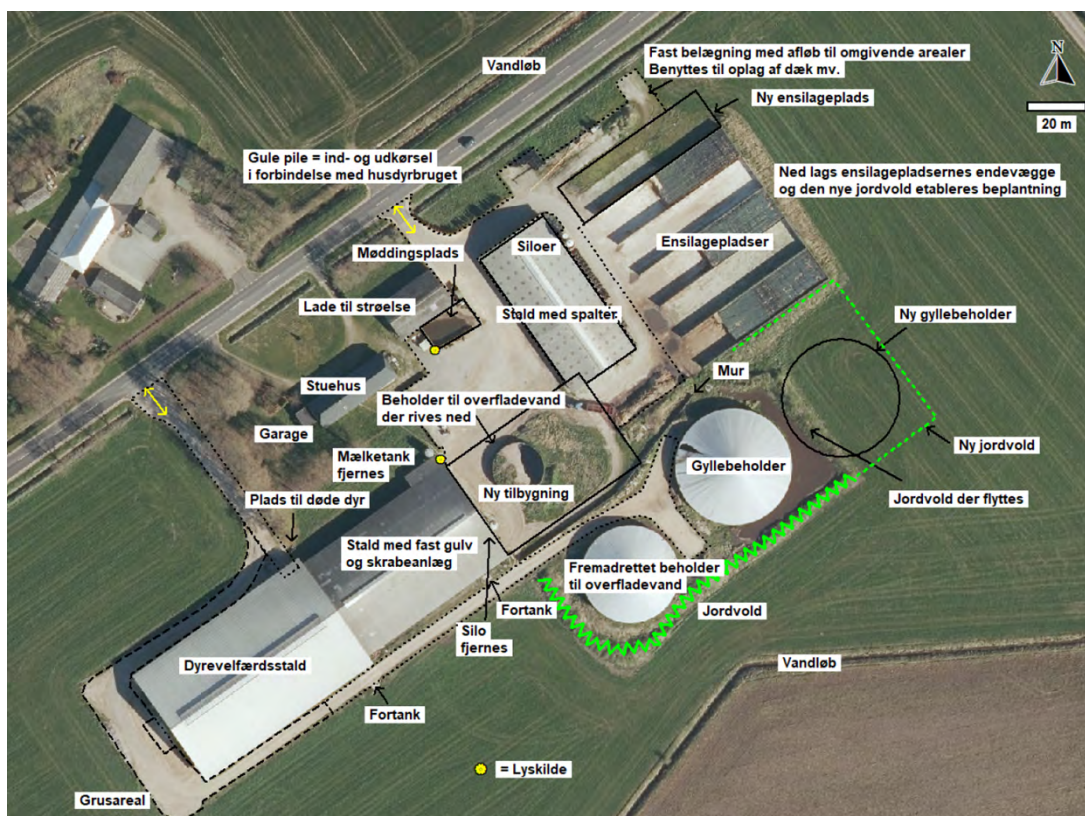 Fast belægning med afløb til omgivende arealer
Benyttes til oplag af dæk mv.
Vandløb
N
Ny ensilageplads
20 m
Gule pile = ind- og udkørsel
i forbindelse med husdyrbruget
Ned lags ensilagepladsernes endevægge
og den nye jordvold etableres beplantning
Møddingsplads
Siloer
Ensilagepladser
Lade til strøelse
Stald med spalter
Ny gyllebeholder
Mur
Stuehus
Beholder til overfladevand
der rives ned
Garage
Ny jordvold
Mælketank
fjernes
Gyllebeholder
Ny tilbygning
Jordvold der flyttes
Plads til døde dyr
Stald med fast gulv
og skrabeanlæg
Fremadrettet beholder
til overfladevand
Fortank
Jordvold
Silo
fjernes
Vandløb
Dyrevelfærdsstald
Fortank
= Lyskilde
Grusareal